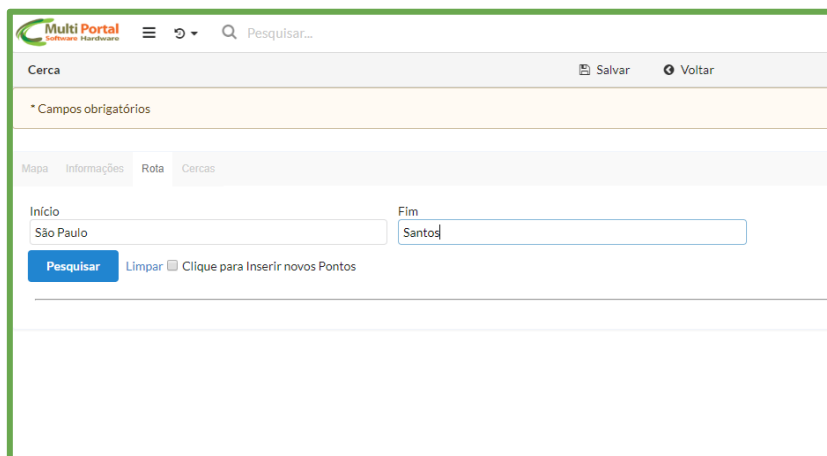 Multi Portal
Software Hardware
Pesquisar...
Cerca
Salvar
Voltar
* Campos obrigatórios
Mapa Informações Rota Cercas
Início Fim
São Paulo Santos
Pesquisar Limpar Clique para Inserir novos Pontos